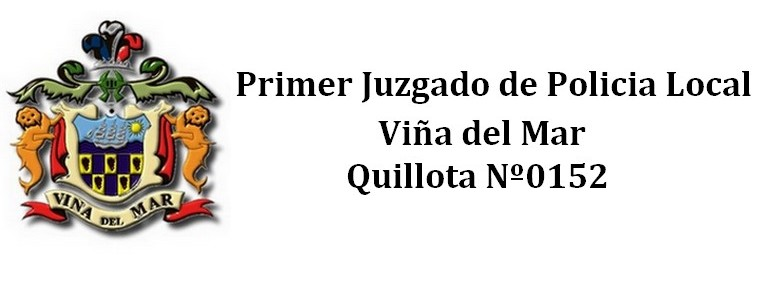 Primer Juzgado de Policia Local
Viña del Mar
Quillota Nº0152
VIÑA DEL MAR